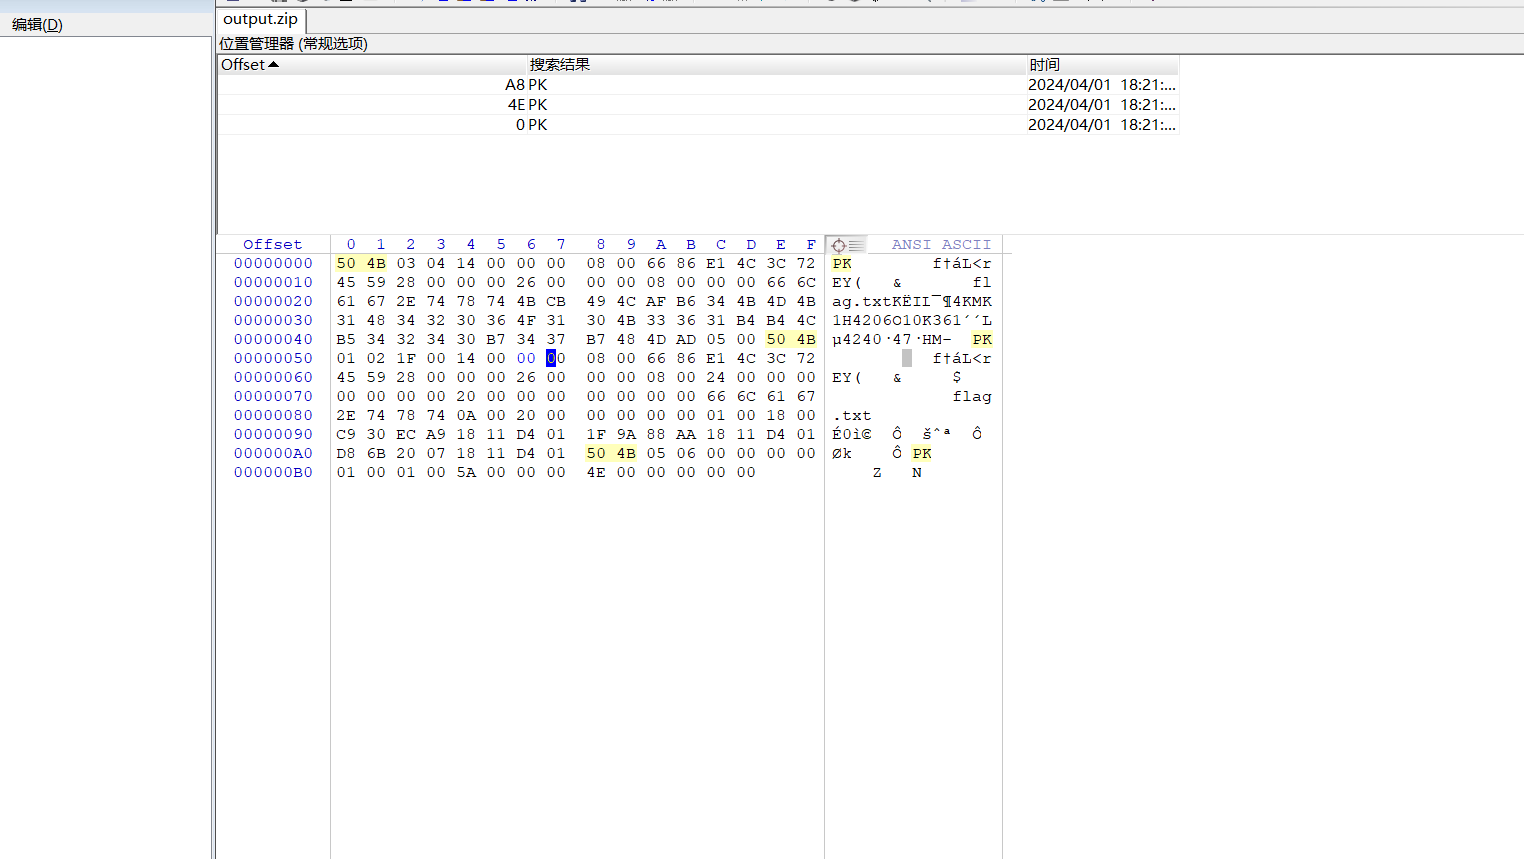 编辑(D)
output.zip
位置管理器 (常规选项)
Offset 搜索结果 时间
A8 PK 2024/04/01 18:21:...
4E PK 2024/04/01 18:21:...
0 PK 2024/04/01 18:21:...
Offset 0 1 2 3 4 5 6 7 8 9 A B C D E F ANSI ASCII
00000000 50 4B 03 04 14 00 00 00 08 00 66 86 E1 4C 3C 72 PK f†áL<r
00000010 45 59 28 00 00 00 26 00 00 00 08 00 00 00 66 6C EY( & fl
00000020 61 67 2E 74 78 74 4B CB 49 4C AF B6 34 4B 4D 4B ag.txtKËIL¯¶4KMK
00000030 31 48 34 32 30 36 4F 31 30 4B 33 36 31 B4 B4 4C 1H4206O10K361´´L
00000040 B5 34 32 34 30 B7 34 37 B7 48 4D AD 05 00 50 4B µ4240·47·HM- PK
00000050 01 02 1F 00 14 00 00 00 08 00 66 86 E1 4C 3C 72 f†áL<r
00000060 45 59 28 00 00 00 26 00 00 00 08 00 24 00 00 00 EY( & $
00000070 00 00 00 00 20 00 00 00 00 00 00 00 66 6C 61 67 flag
00000080 2E 74 78 74 0A 00 20 00 00 00 00 00 01 00 18 00 .txt
00000090 C9 30 EC A9 18 11 D4 01 1F 9A 88 AA 18 11 D4 01 É0ì© Ô šˆª Ô
000000A0 D8 6B 20 07 18 11 D4 01 50 4B 05 06 00 00 00 00 Øk Ô PK
000000B0 01 00 01 00 5A 00 00 00 4E 00 00 00 00 00 Z N